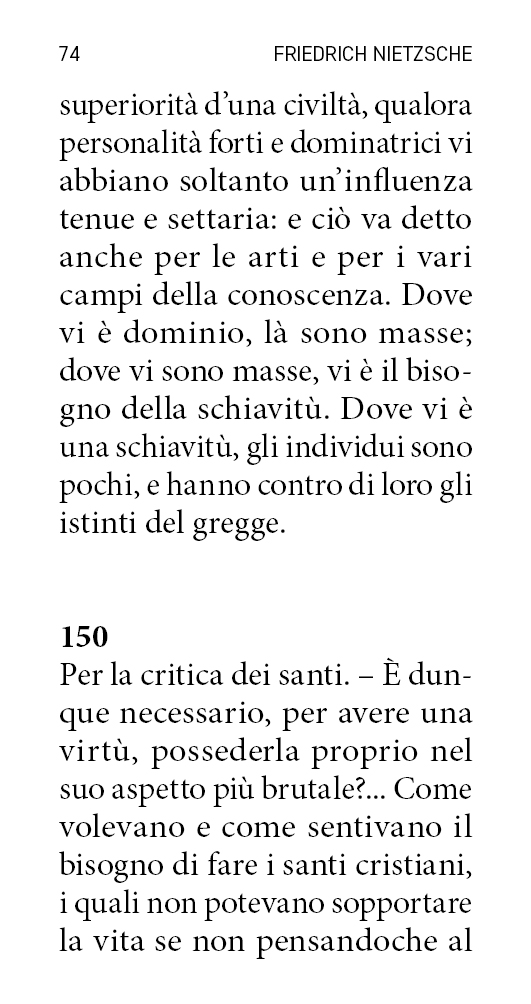 74 FRIEDRICH NIETZSCHE
superiorità d’una civiltà, qualora
personalità forti e dominatrici vi
abbiano soltanto un’influenza
tenue e settaria: e ciò va detto
anche per le arti e per i vari
campi della conoscenza. Dove
vi è dominio, là sono masse;
dove vi sono masse, vi è il biso-
gno della schiavitù. Dove vi è
una schiavitù, gli individui sono
pochi, e hanno contro di loro gli
istinti del gregge.
150
Per la critica dei santi. – È dun-
que necessario, per avere una
virtù, possederla proprio nel
suo aspetto più brutale?... Come
volevano e come sentivano il
bisogno di fare i santi cristiani,
i quali non potevano sopportare
la vita se non pensandoche al